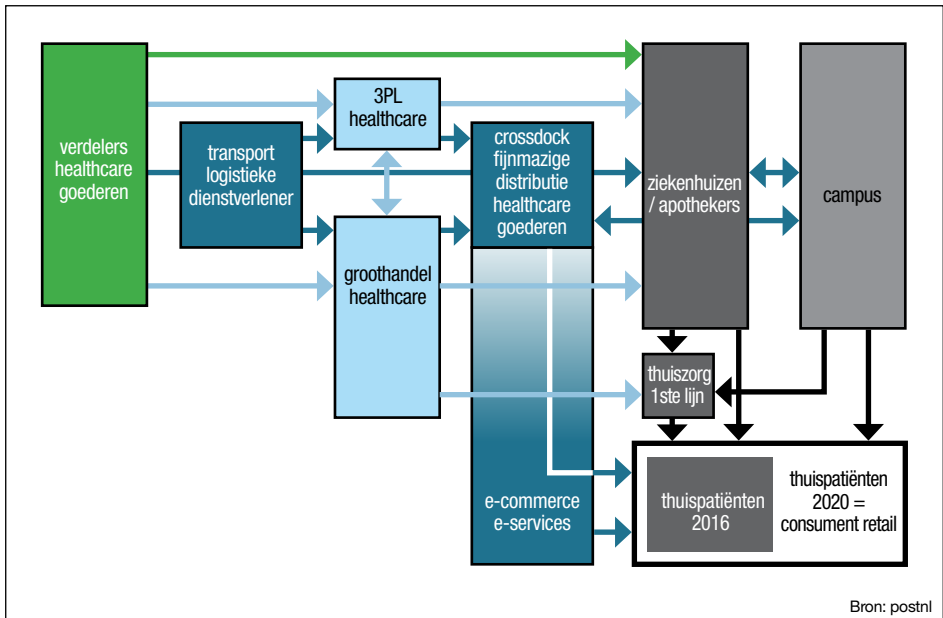 verdelers
healthcare
goederen
transport
logistieke
dienstverlener
3PL
healthcare
groothandel
healthcare
crossdock
fijnmazige
distributie
healthcare
goederen
e-commerce
e-services
ziekenhuizen
/ apothekers
campus
thuiszorg
1ste lijn
thuispatiënten
2016
thuispatiënten
2020 =
consument retail
Bron: postnl